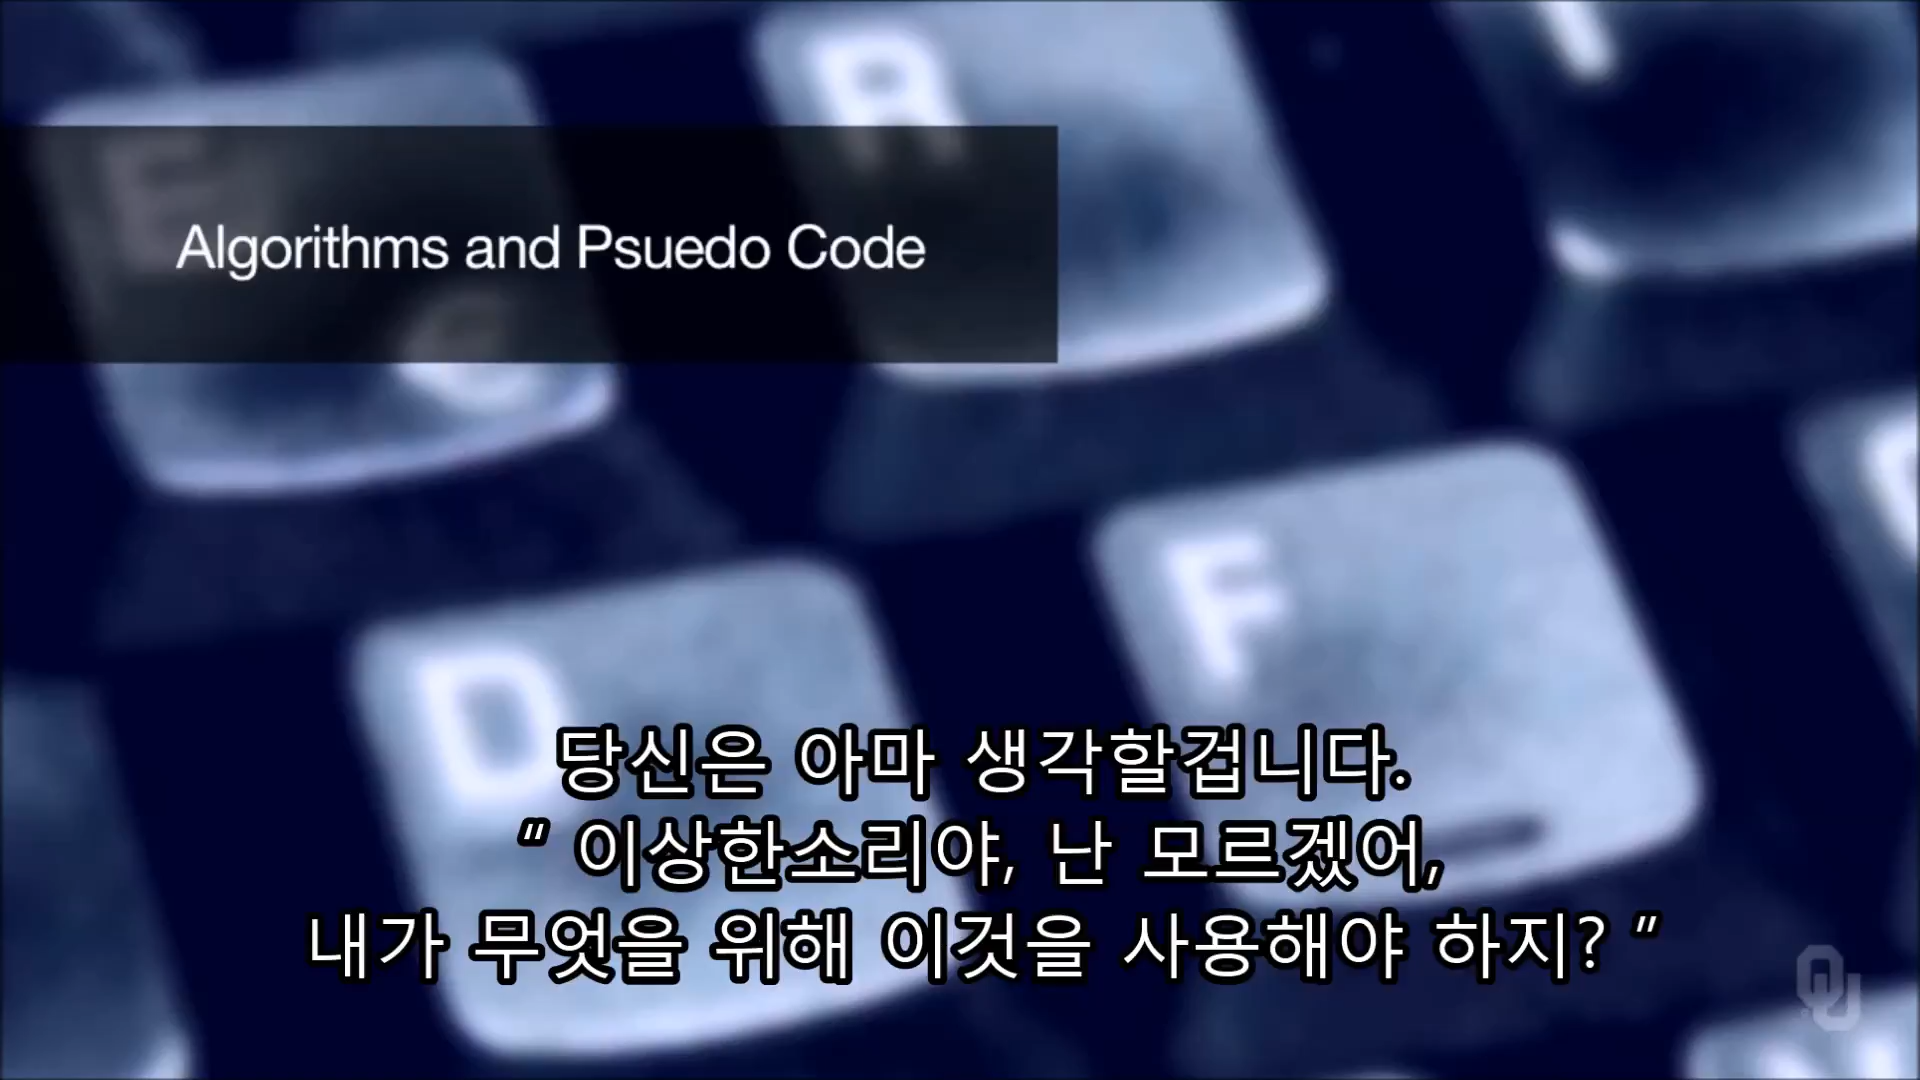 Algorithms and Psuedo Code
E
R
D
F
당신은 아마 생각할겁니다.
“ 이상한소리야, 난 모르겠어,
내가 무엇을 위해 이것을 사용해야 하지? ”
OU